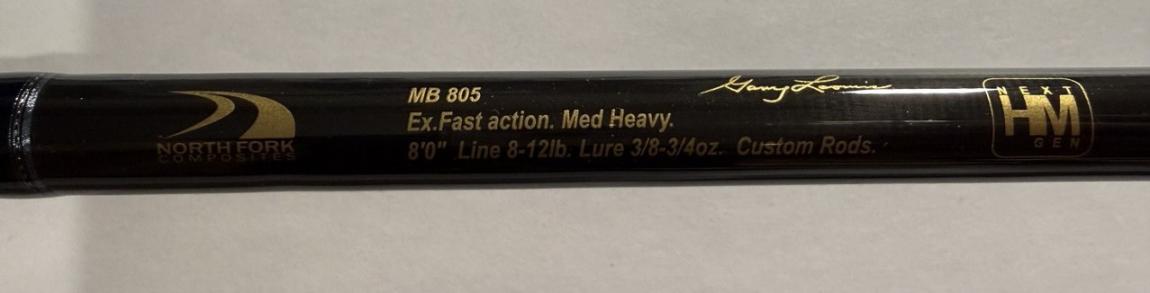 NORTH FORK
COMPOSITES
MB 805
Ex.Fast action. Med Heavy.
8'0" Line 8-12lb. Lure 3/8-3/4oz. Custom Rods.
Gary Loomis
NEXT
HM
GEN